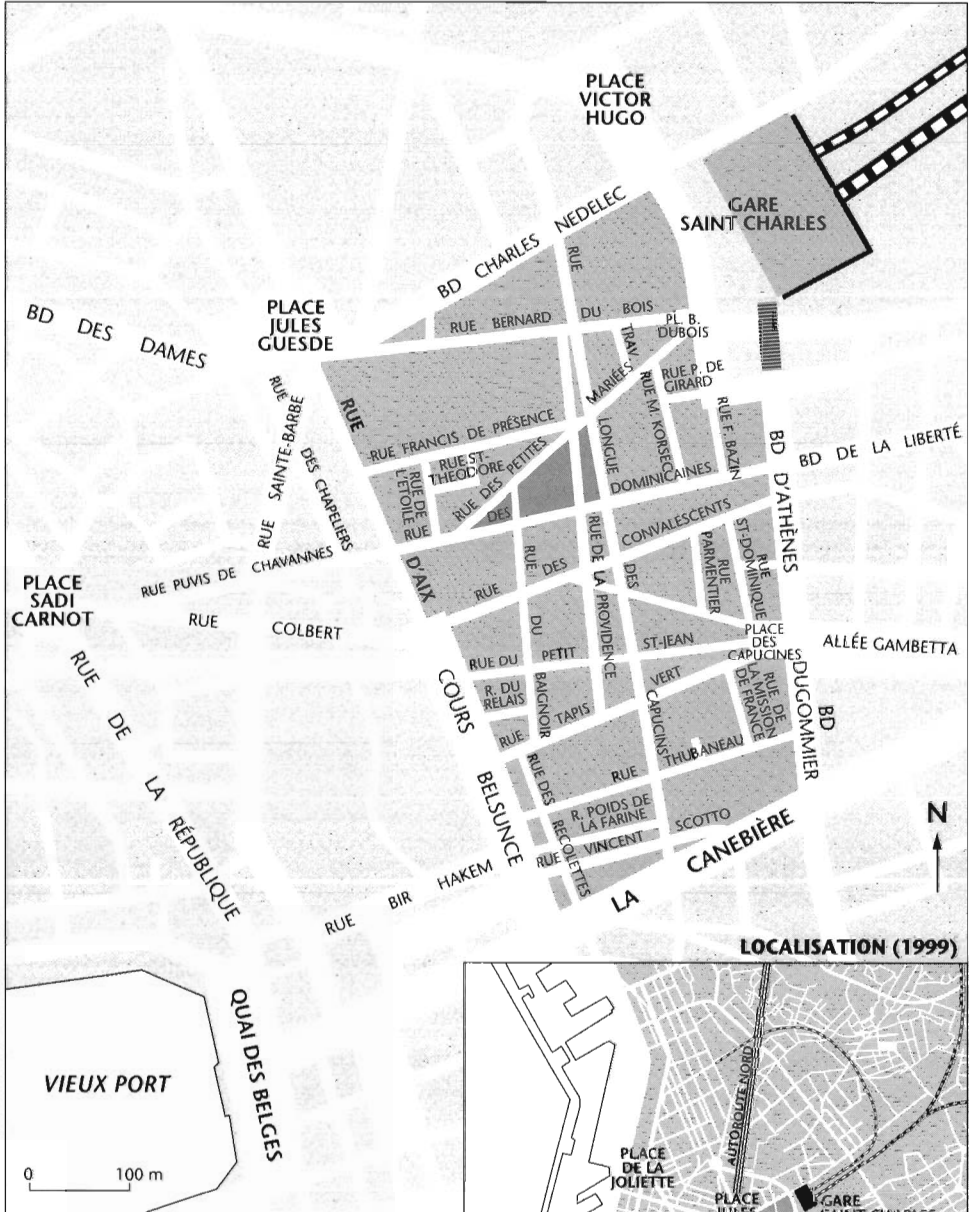 PLACE
VICTOR
HUGO
GARE
SAINT CHARLES
BD CHARLES NEDELEC
RUE
PLACE
JULES
GUESDE
BD DES DAMES
RUE BERNARD DU BOIS
PL. B.
DUBOIS
TRAV.
MARIÉES
RUE P. DE
GIRARD
RUE M. KORSEC
RUE F. BAZIN
RUE
RUE SAINTE-BARBE
RUE
DES CHAPELIERS
RUE FRANCIS DE PRÉSENCE
RUE ST-
THEODORE
RUE DE
L'ETOILE
RUE DES PETITES
LONGUE
RUE DES DOMINICAINES
BD DE LA LIBERTÉ
BD D'ATHÈNES
RUE PUVIS DE CHAVANNES
D'AIX
RUE DES CONVALESCENTS
RUE
PARMENTIER
RUE
ST-DOMINIQUE
PLACE
SADI
CARNOT
RUE COLBERT
RUE DU BAIGNOIR
RUE DE LA PROVIDENCE
DES CAPUCINS
RUE DU PETIT ST-JEAN
PLACE
DES
CAPUCINES
ALLÉE GAMBETTA
R. DU
RELAIS
RUE TAPIS VERT
RUE DE
LA MISSION
DE FRANCE
BD
DUGOMMIER
COURS BELSUNCE
RUE THUBANEAU
RUE DES RECOLETTES
R. POIDS DE
LA FARINE
RUE VINCENT SCOTTO
RUE DE LA RÉPUBLIQUE
RUE BIR HAKEM
LA CANEBIÈRE
N
LOCALISATION (1999)
QUAI DES BELGES
VIEUX PORT
0 100 m
AUTOROUTE NORD
PLACE
DE LA
JOLIETTE
PLACE
JULES
GARE
SAINT CHARLES